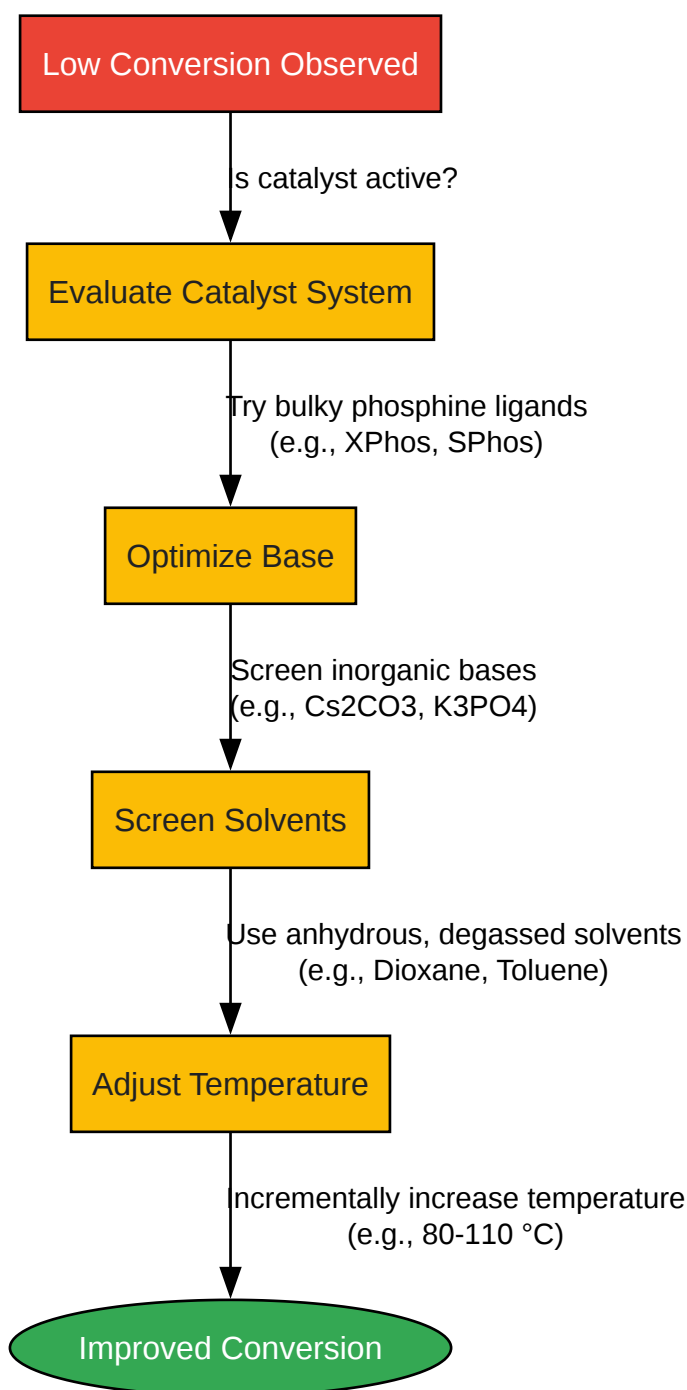 Low Conversion Observed
Is catalyst active?
Evaluate Catalyst System
Try bulky phosphine ligands
(e.g., XPhos, SPhos)
Optimize Base
Screen inorganic bases
(e.g., Cs2CO3, K3PO4)
Screen Solvents
Use anhydrous, degassed solvents
(e.g., Dioxane, Toluene)
Adjust Temperature
Incrementally increase temperature
(e.g., 80-110 °C)
Improved Conversion